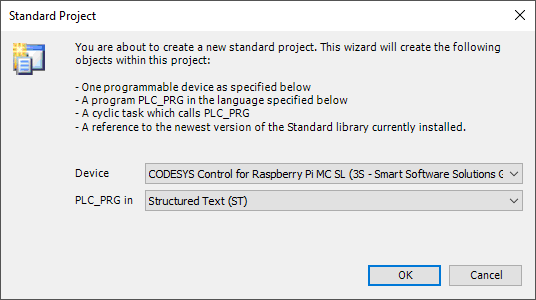 Standard Project
You are about to create a new standard project. This wizard will create the following
objects within this project:
- One programmable device as specified below
- A program PLC_PRG in the language specified below
- A cyclic task which calls PLC_PRG
- A reference to the newest version of the Standard library currently installed.
Device CODESYS Control for Raspberry Pi MC SL (3S - Smart Software Solutions G
PLC_PRG in Structured Text (ST)
OK Cancel